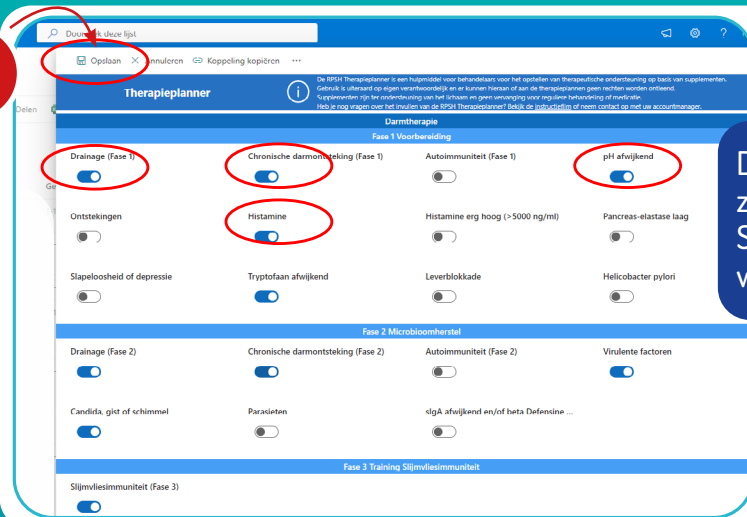 Doorzoek deze lijst
?
Opslaan Annuleren Koppeling kopiëren ...
Therapieplanner
De RPSH Therapieplanner is een hulpmiddel voor behandelaars voor het opstellen van therapeutische ondersteuning op basis van supplementen.
Gebruik is uiteraard op eigen verantwoordelijk en er kunnen hieraan of aan de therapieplannen geen rechten worden ontleend.
Supplementen zijn ter ondersteuning van het lichaam en geen vervanging voor reguliere behandeling of medicatie.
Heb je nog vragen over het invullen van de RPSH Therapieplanner? Bekijk de instructiefilm of neem contact op met uw accountmanager.
Delen
Darmtherapie
Fase 1 Voorbereiding
Drainage (Fase 1) Chronische darmontsteking (Fase 1) Autoimmuniteit (Fase 1) pH afwijkend
Ge
Ontstekingen Histamine Histamine erg hoog (>5000 ng/ml) Pancreas-elastase laag
Slapeloosheid of depressie Tryptofaan afwijkend Leverblokkade Helicobacter pylori
Fase 2 Microbioomherstel
Drainage (Fase 2) Chronische darmontsteking (Fase 2) Autoimmuniteit (Fase 2) Virulente factoren
Candida, gist of schimmel Parasieten sIgA afwijkend en/of beta Defensine ...
Fase 3 Training Slijmvliesimmuniteit
Slijmvliesimmuniteit (Fase 3)